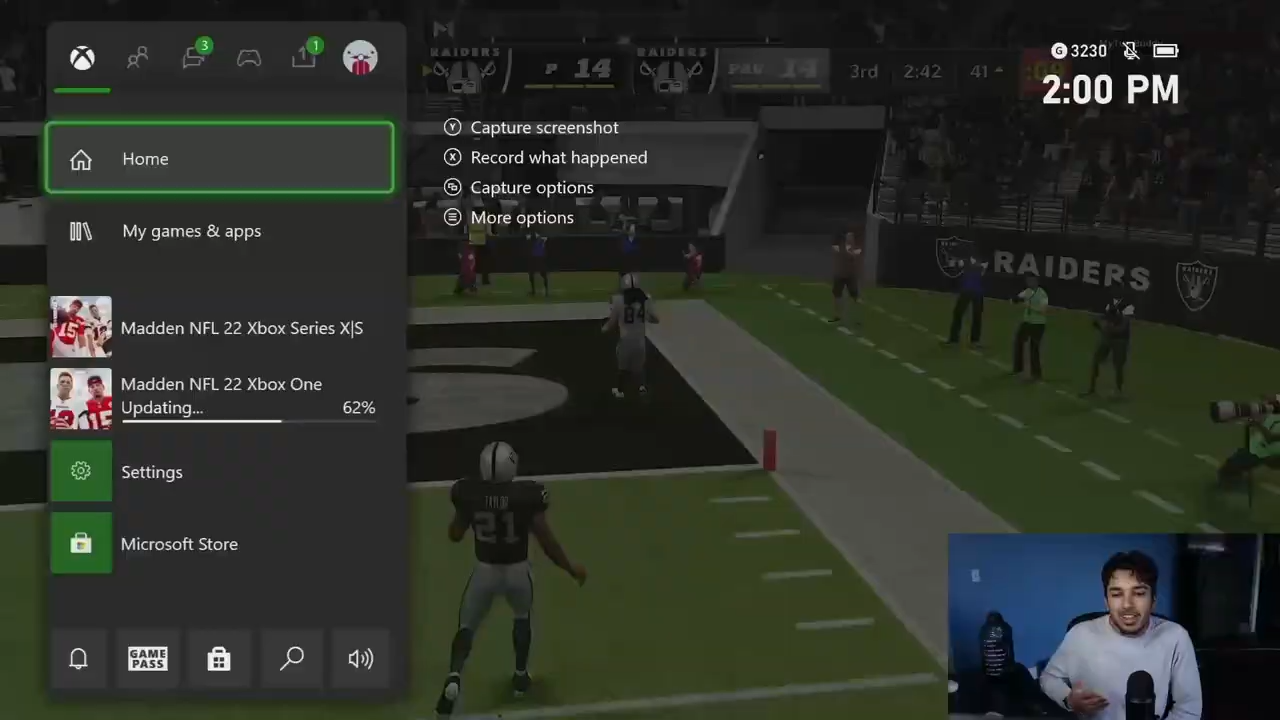 3
1
RAIDERS
P 14
RAIDERS
14
3rd
2:42
41
G 3230
2:00 PM
Home
Y Capture screenshot
X Record what happened
Capture options
More options
My games & apps
RAIDERS
84
Madden NFL 22 Xbox Series X|S
Madden NFL 22 Xbox One
Updating... 62%
Settings
Microsoft Store
21
GAME
PASS